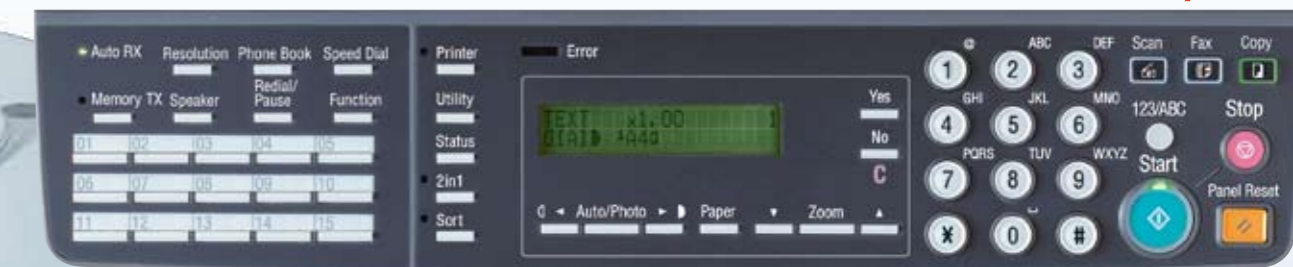 Auto RX Resolution Phone Book Speed Dial
Memory TX Speaker Redial/
Pause Function
01 02 03 04 05
06 07 08 09 10
11 12 13 14 15
Printer
Utility
Status
2in1
Sort
Error
TEXT x1.00 1
Yes
No
C
Auto/Photo Paper Zoom
@ ABC DEF
1 2 3
GHI JKL MNO
4 5 6
PQRS TUV WXYZ
7 8 9
* 0 #
Scan Fax Copy
123/ABC Stop
Start
Panel Reset